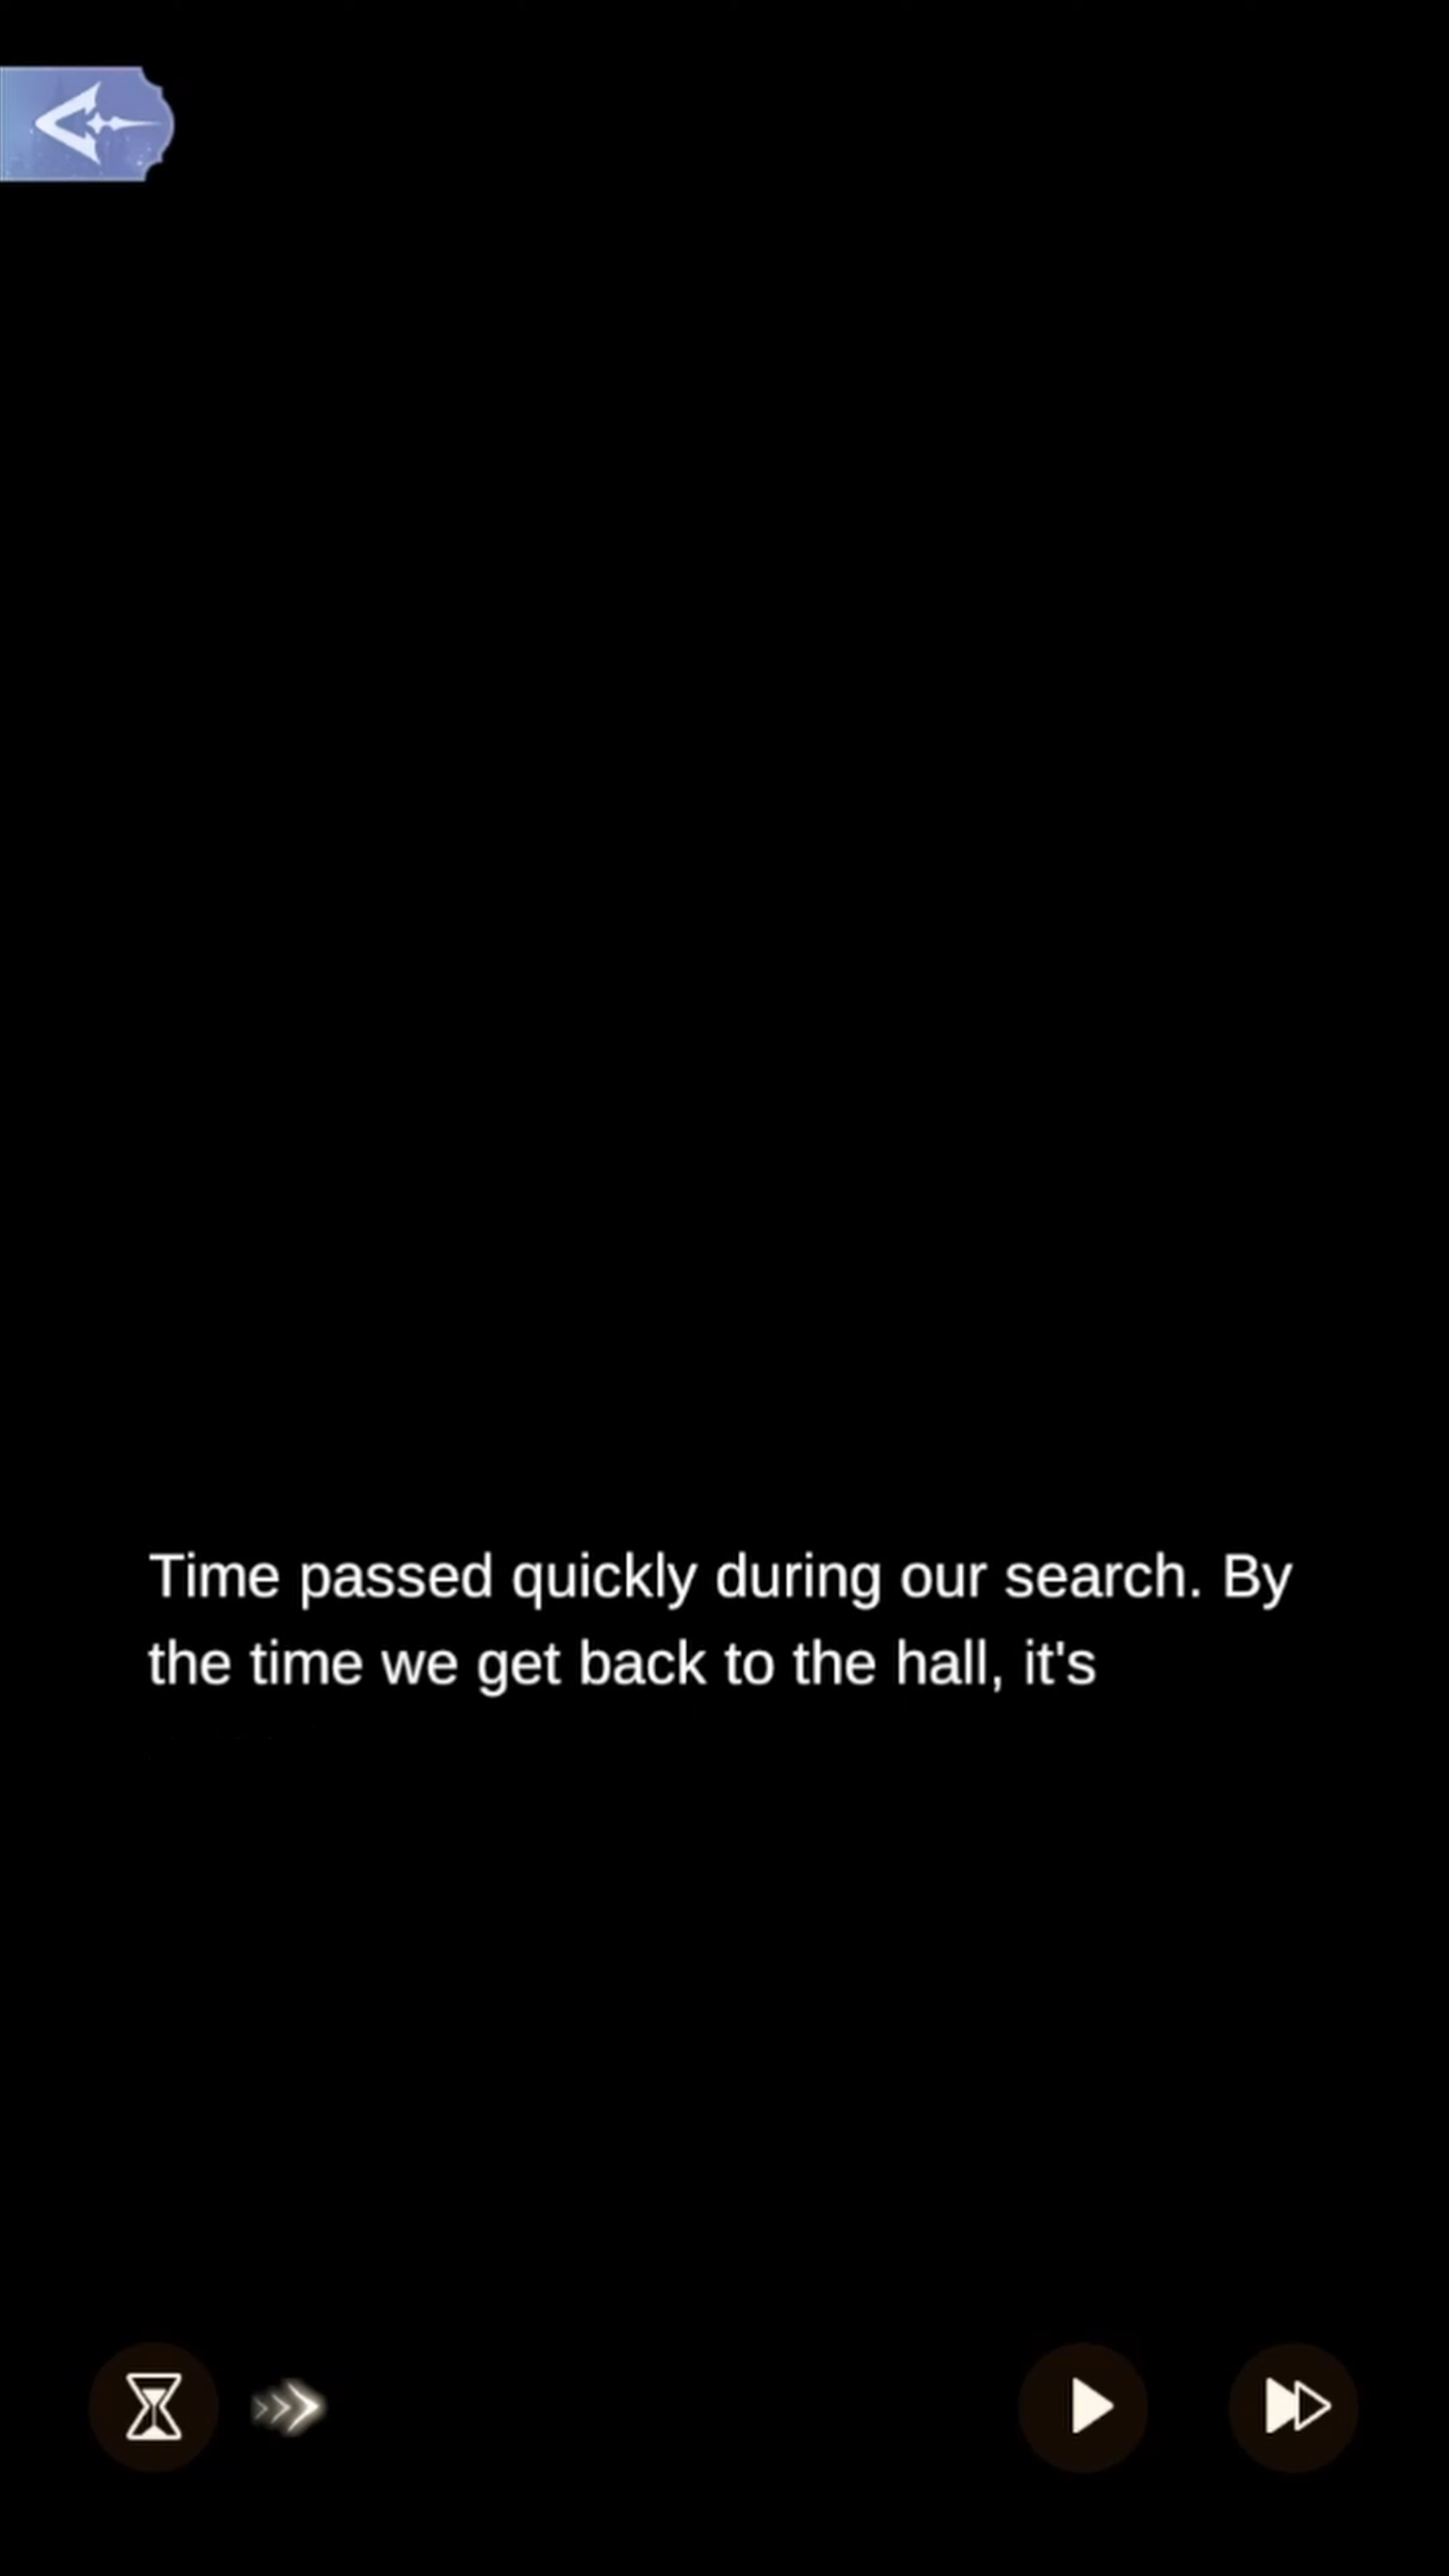 Time passed quickly during our search. By
the time we get back to the hall, it's